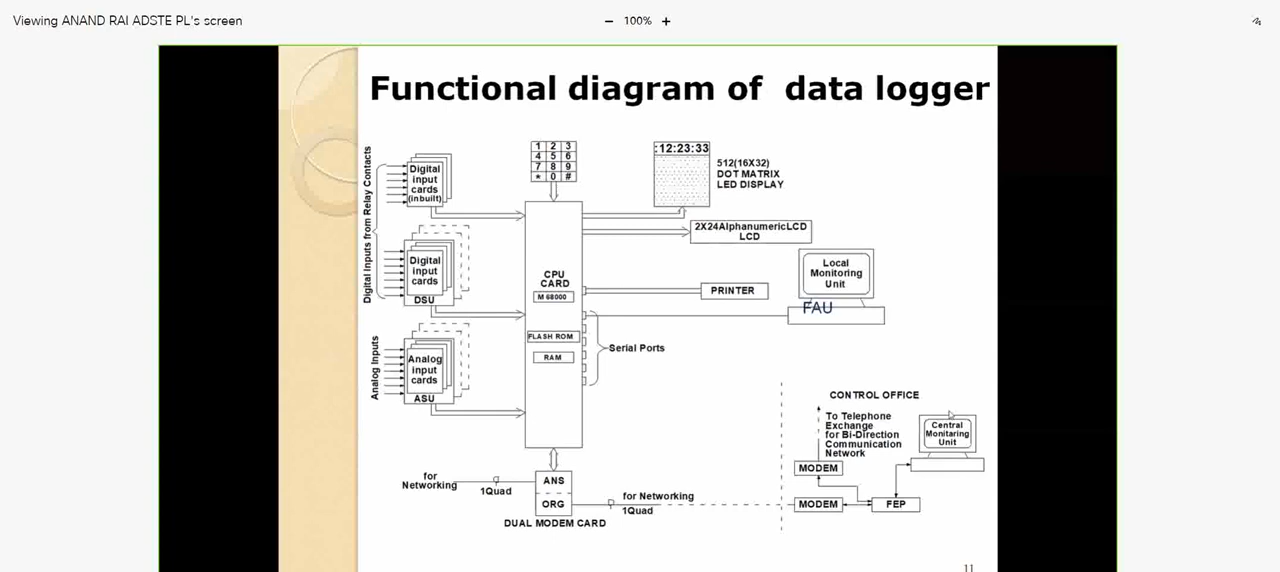 Viewing ANAND RAI ADSTE PL's screen
− 100% +
Functional diagram of data logger
Digital Inputs from Relay Contacts
Digital
input
cards
(inbuilt)
1 2 3
4 5 6
7 8 9
* 0 #
:12:23:33
512(16X32)
DOT MATRIX
LED DISPLAY
2X24AlphanumericLCD
LCD
Digital
input
cards
DSU
CPU
CARD
M 68000
FLASH ROM
RAM
PRINTER
Local
Monitoring
Unit
FAU
Serial Ports
Analog Inputs
Analog
input
cards
ASU
CONTROL OFFICE
To Telephone
Exchange
for Bi-Direction
Communication
Network
Central
Monitaring
Unit
MODEM
MODEM
FEP
for
Networking
1Quad
ANS
ORG
for Networking
1Quad
DUAL MODEM CARD
11